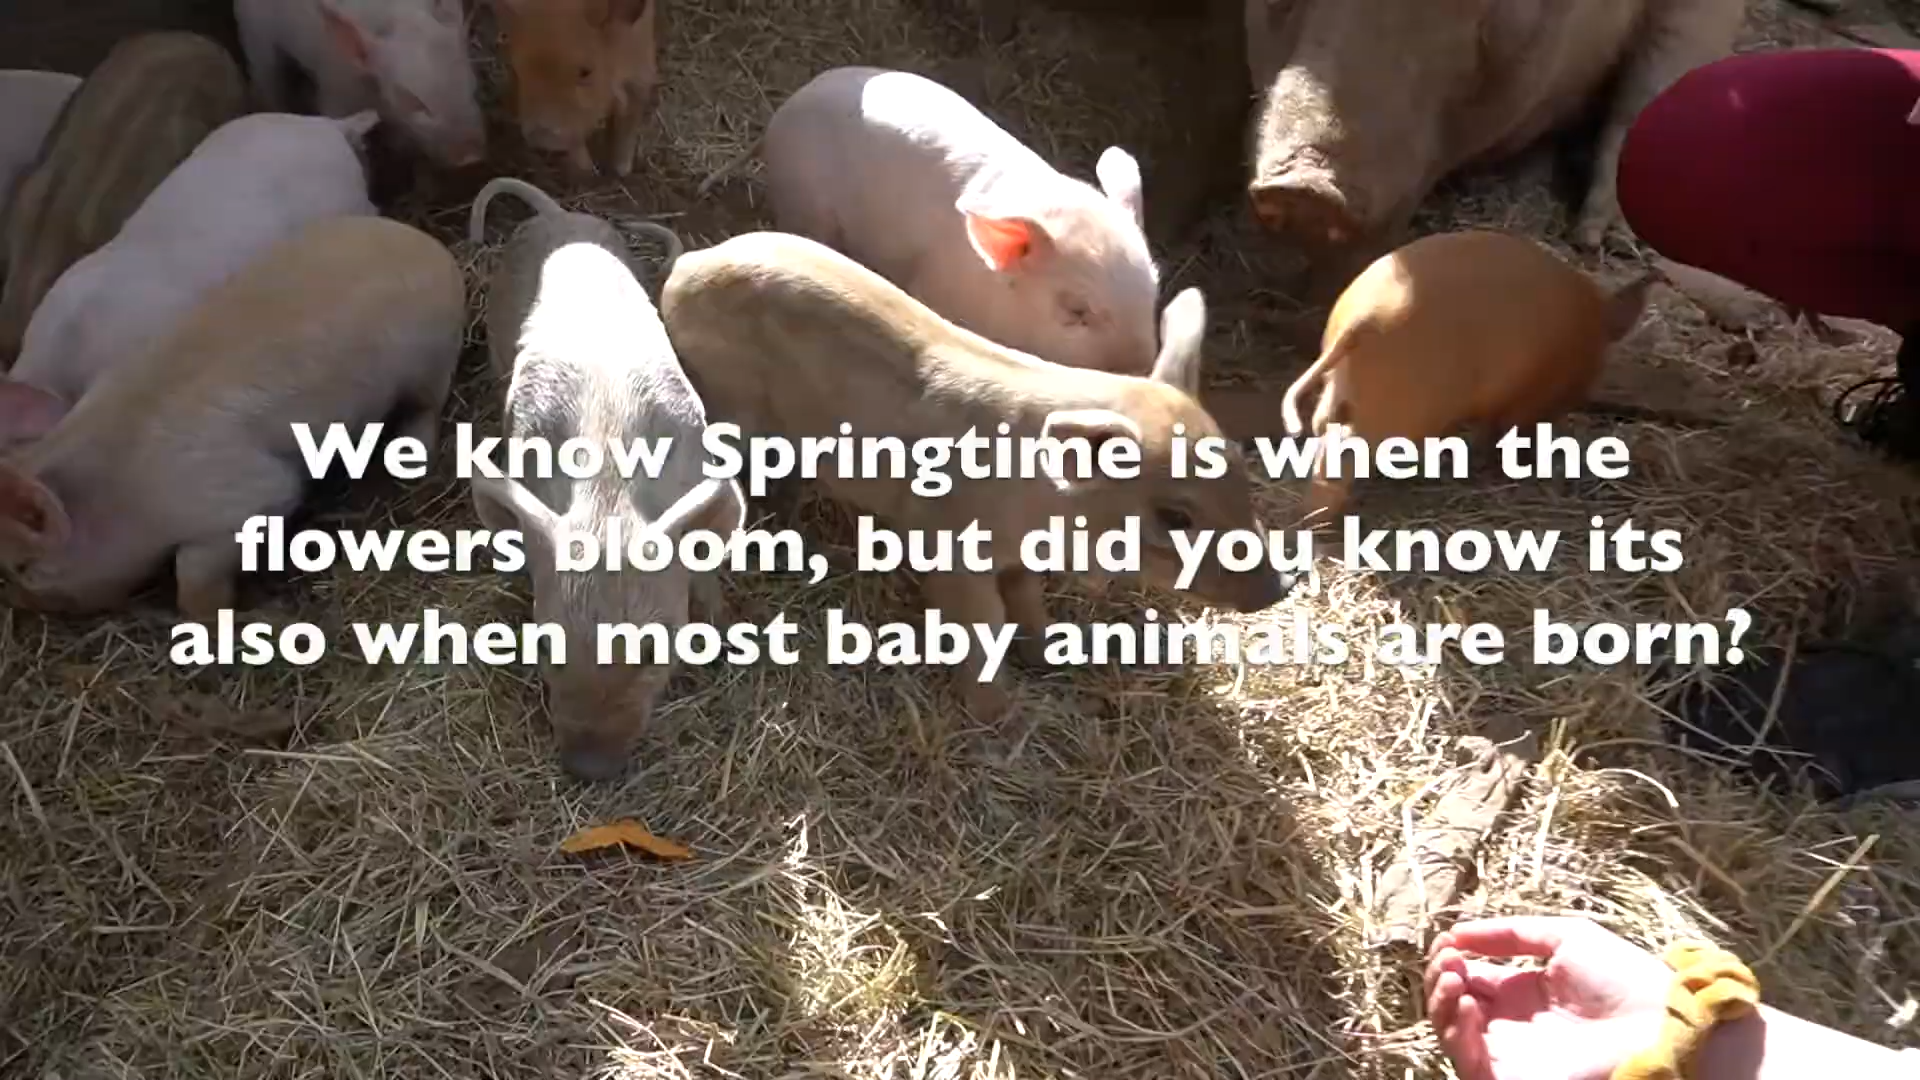 We know Springtime is when the
flowers bloom, but did you know its
also when most baby animals are born?